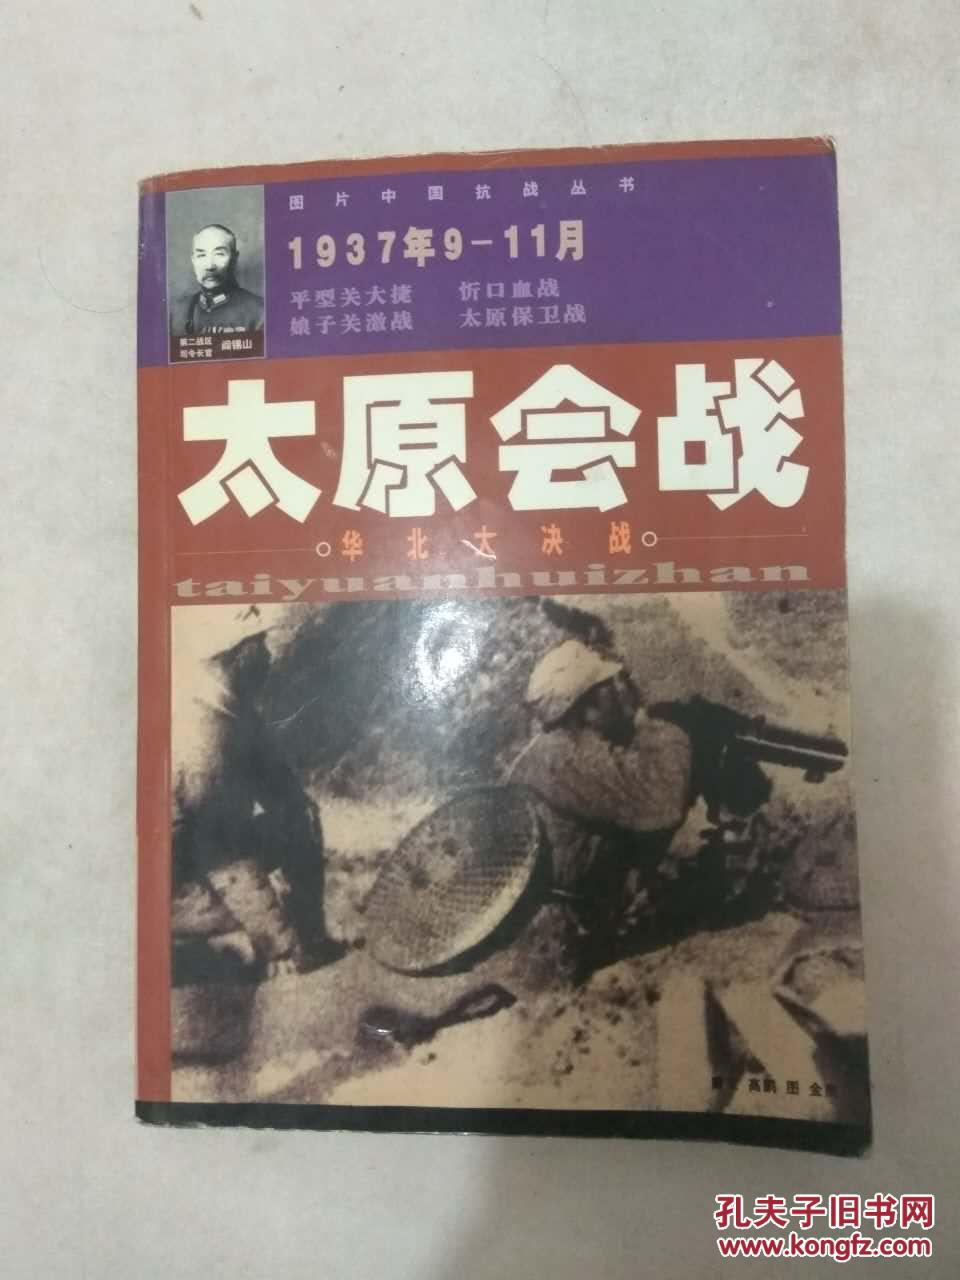 图片中国抗战丛书
1937年9-11月
平型关大捷 忻口血战
娘子关激战 太原保卫战
第二战区
司令长官 阎锡山
太原会战
华北大决战
taiyuanhuizhan
高鹏 图 金
孔夫子旧书网
www.kongfz.com